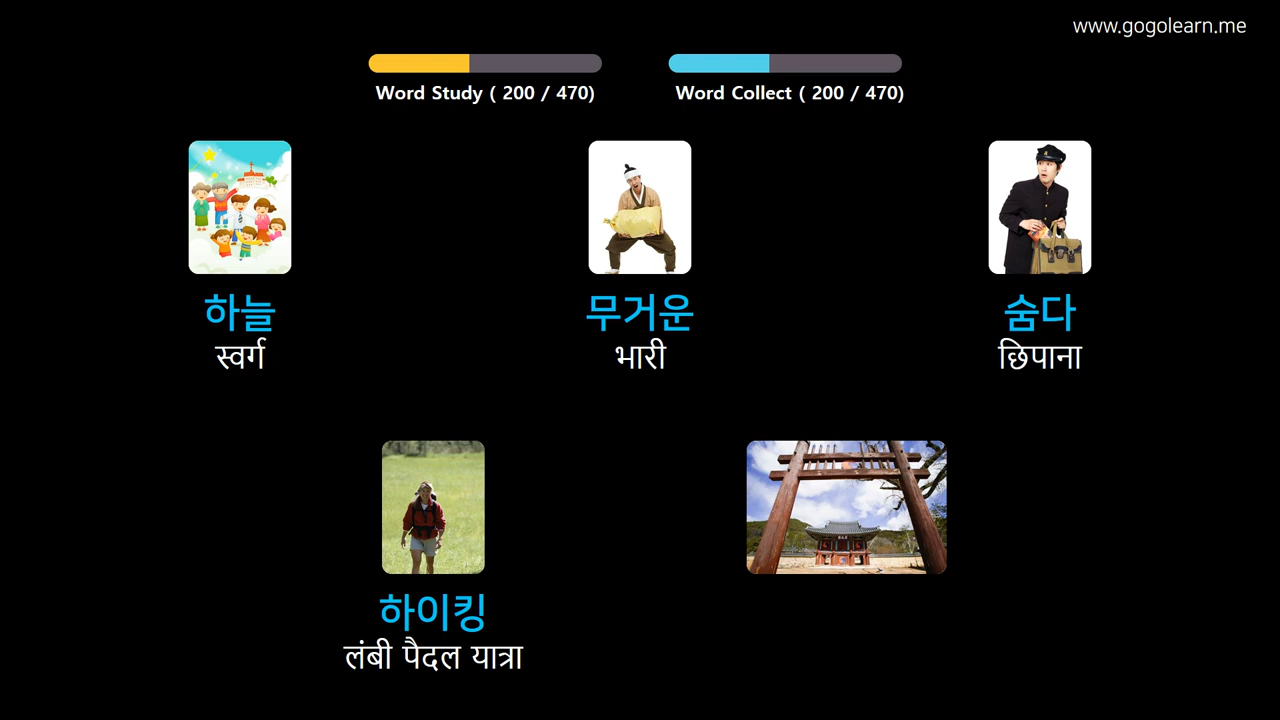 www.gogolearn.me
Word Study ( 200 / 470)
Word Collect ( 200 / 470)
하늘
स्वर्ग
무거운
भारी
숨다
छिपाना
하이킹
लंबी पैदल यात्रा